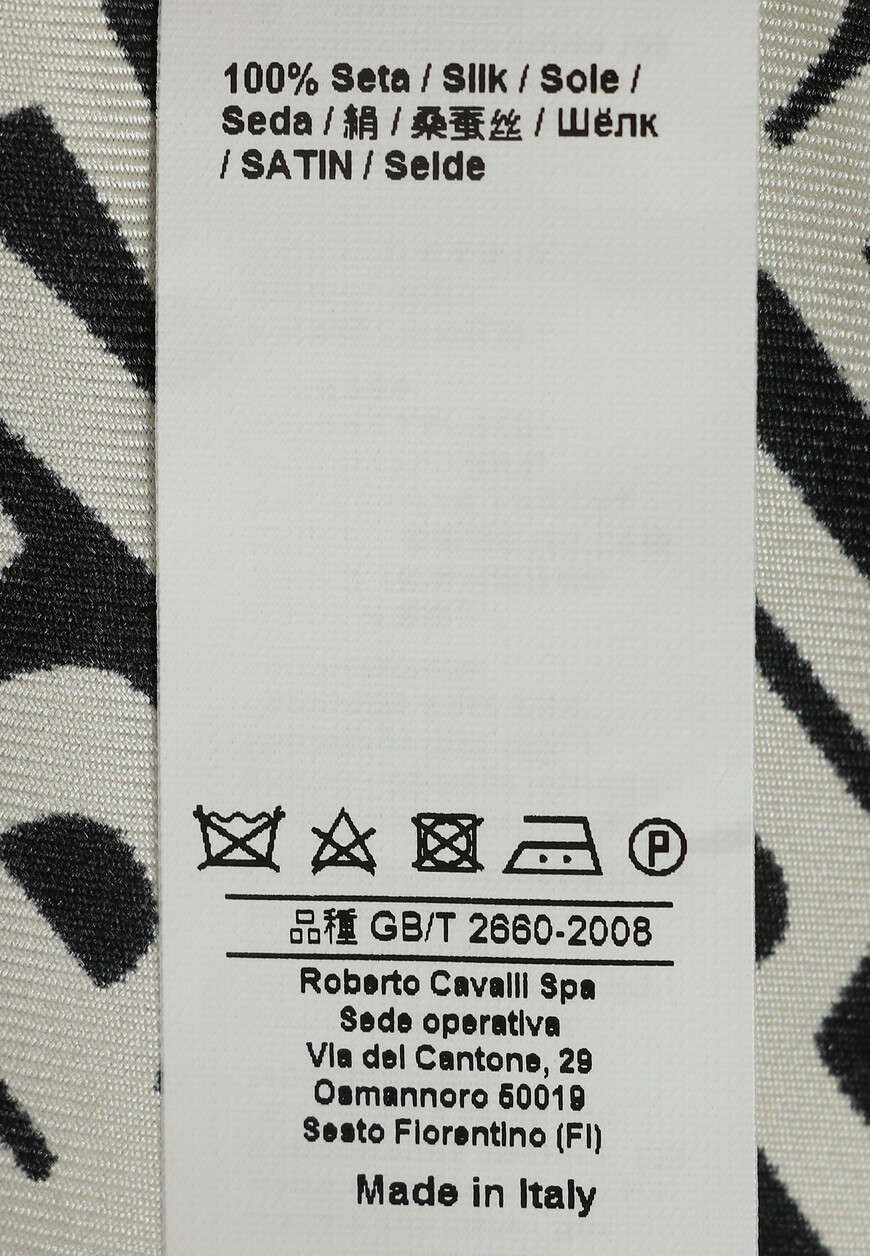 100% Seta / Silk / Sole /
Seda / 絹 / 桑蚕丝 / Шёлк
/ SATIN / Seide
P
品種 GB/T 2660-2008
Roberto Cavalli Spa
Sede operativa
Via del Cantone, 29
Osmannoro 50019
Sesto Fiorentino (FI)
Made in Italy